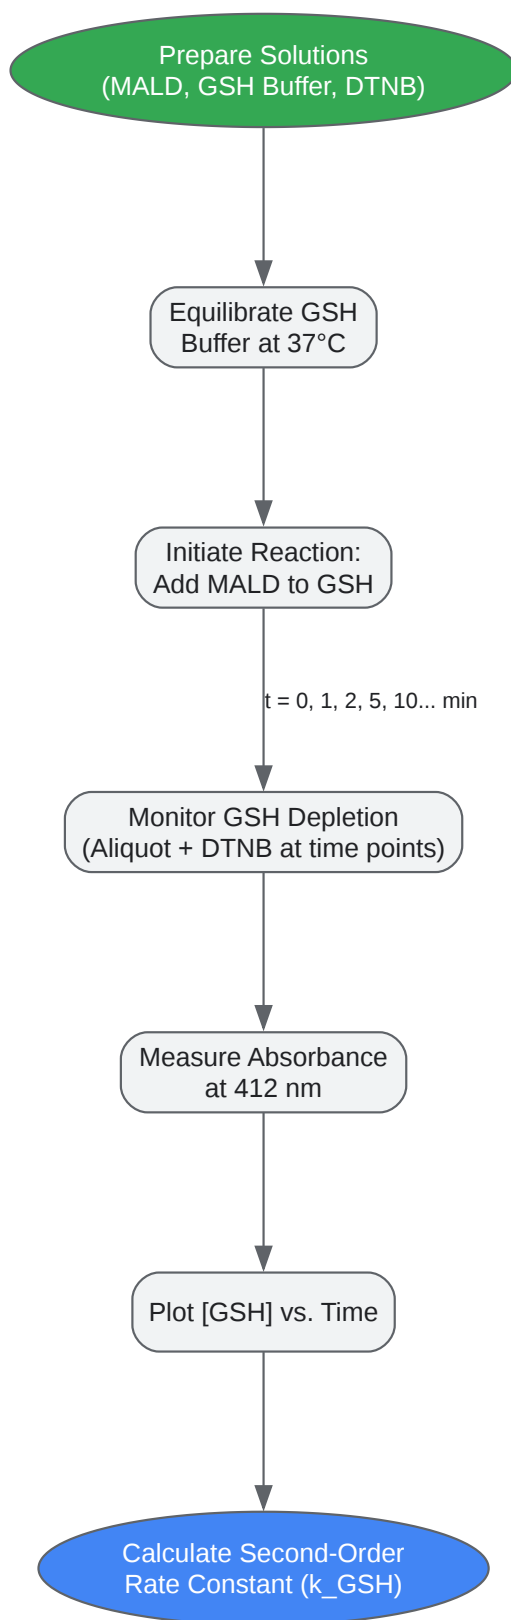 Prepare Solutions
(MALD, GSH Buffer, DTNB)
Equilibrate GSH
Buffer at 37°C
Initiate Reaction:
Add MALD to GSH
t = 0, 1, 2, 5, 10... min
Monitor GSH Depletion
(Aliquot + DTNB at time points)
Measure Absorbance
at 412 nm
Plot [GSH] vs. Time
Calculate Second-Order
Rate Constant (k_GSH)